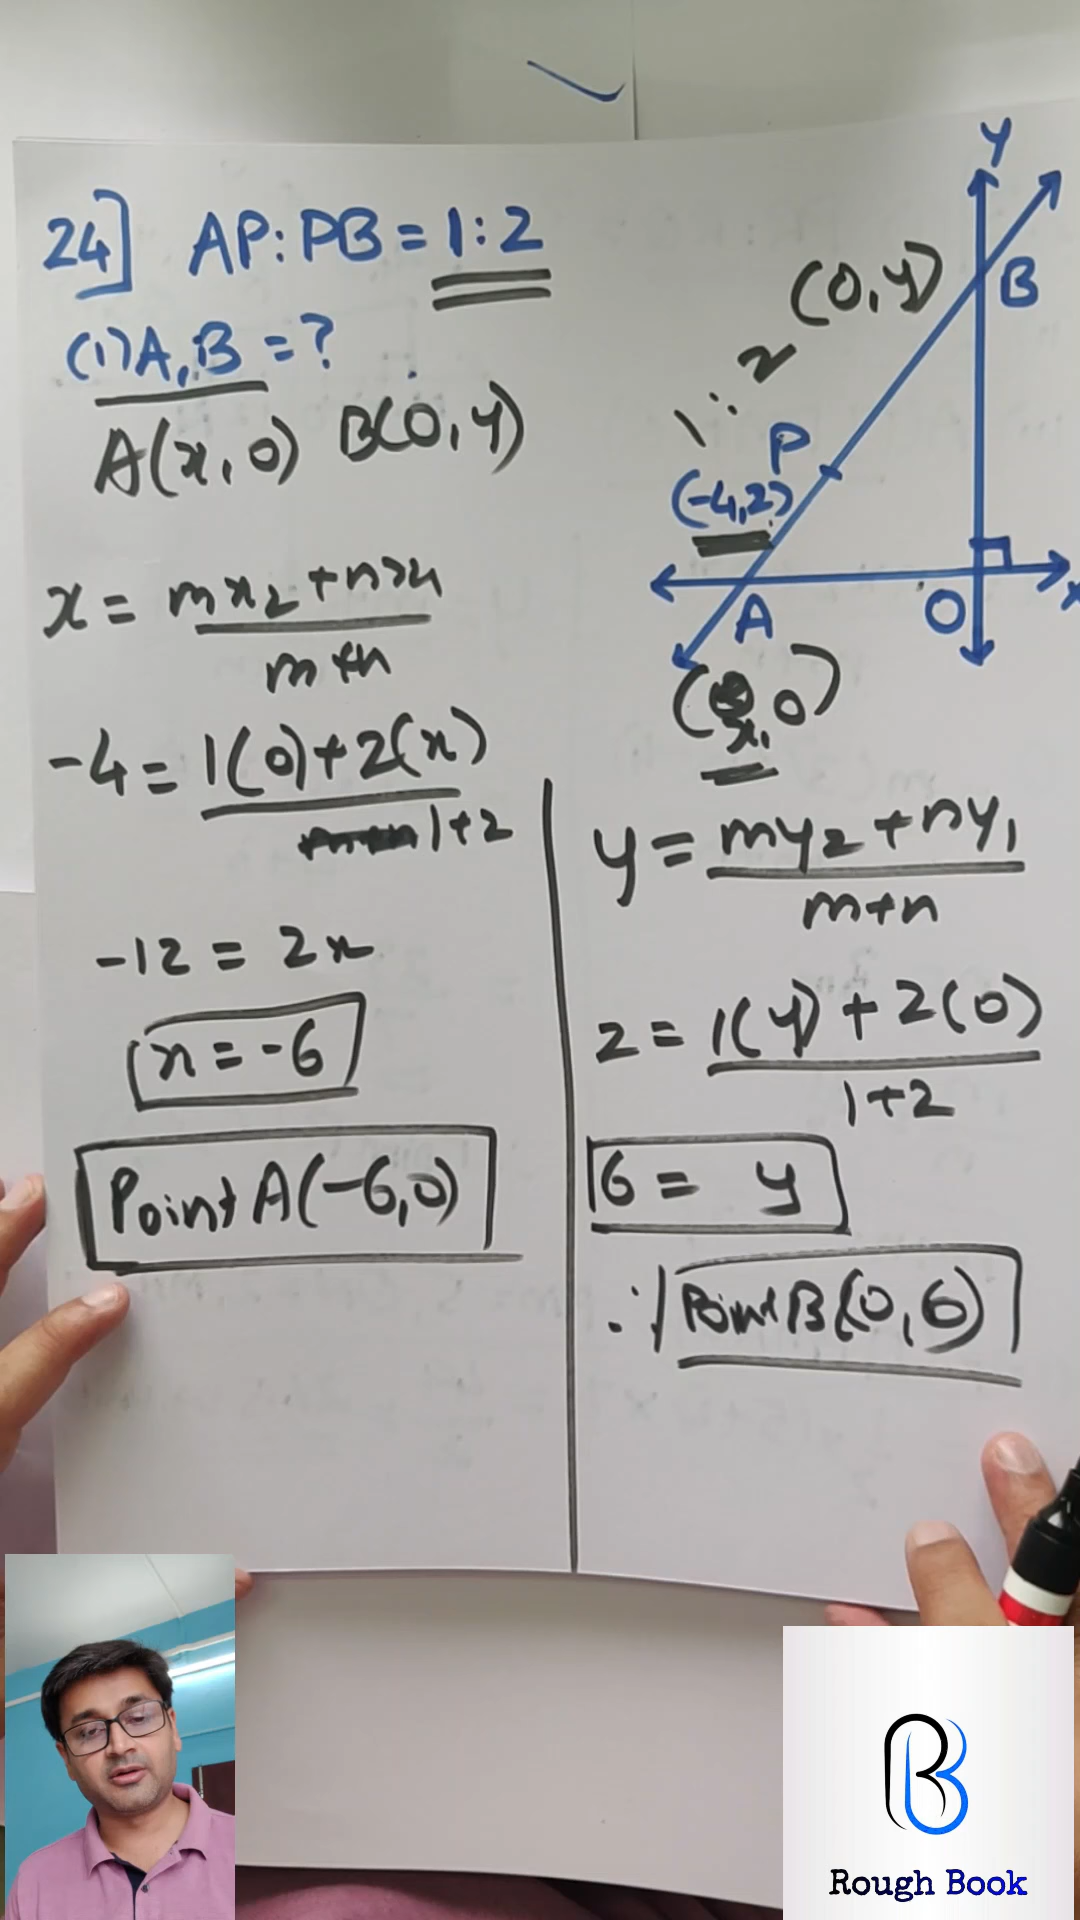 24] AP:PB = 1:2
(1) A, B = ?
A(x, 0) B(0, y)
x = mx₂ + nx₁
m+n
-4 = 1(0) + 2(x)
1+2
-12 = 2x
x = -6
Point A(-6,0)
Y
(0, y) B
1:2
P
(-4,2)
A O X
(x, 0)
y = my₂ + ny₁
m+n
2 = 1(y) + 2(0)
1+2
6 = y
∴ Point B(0,6)
B
Rough Book